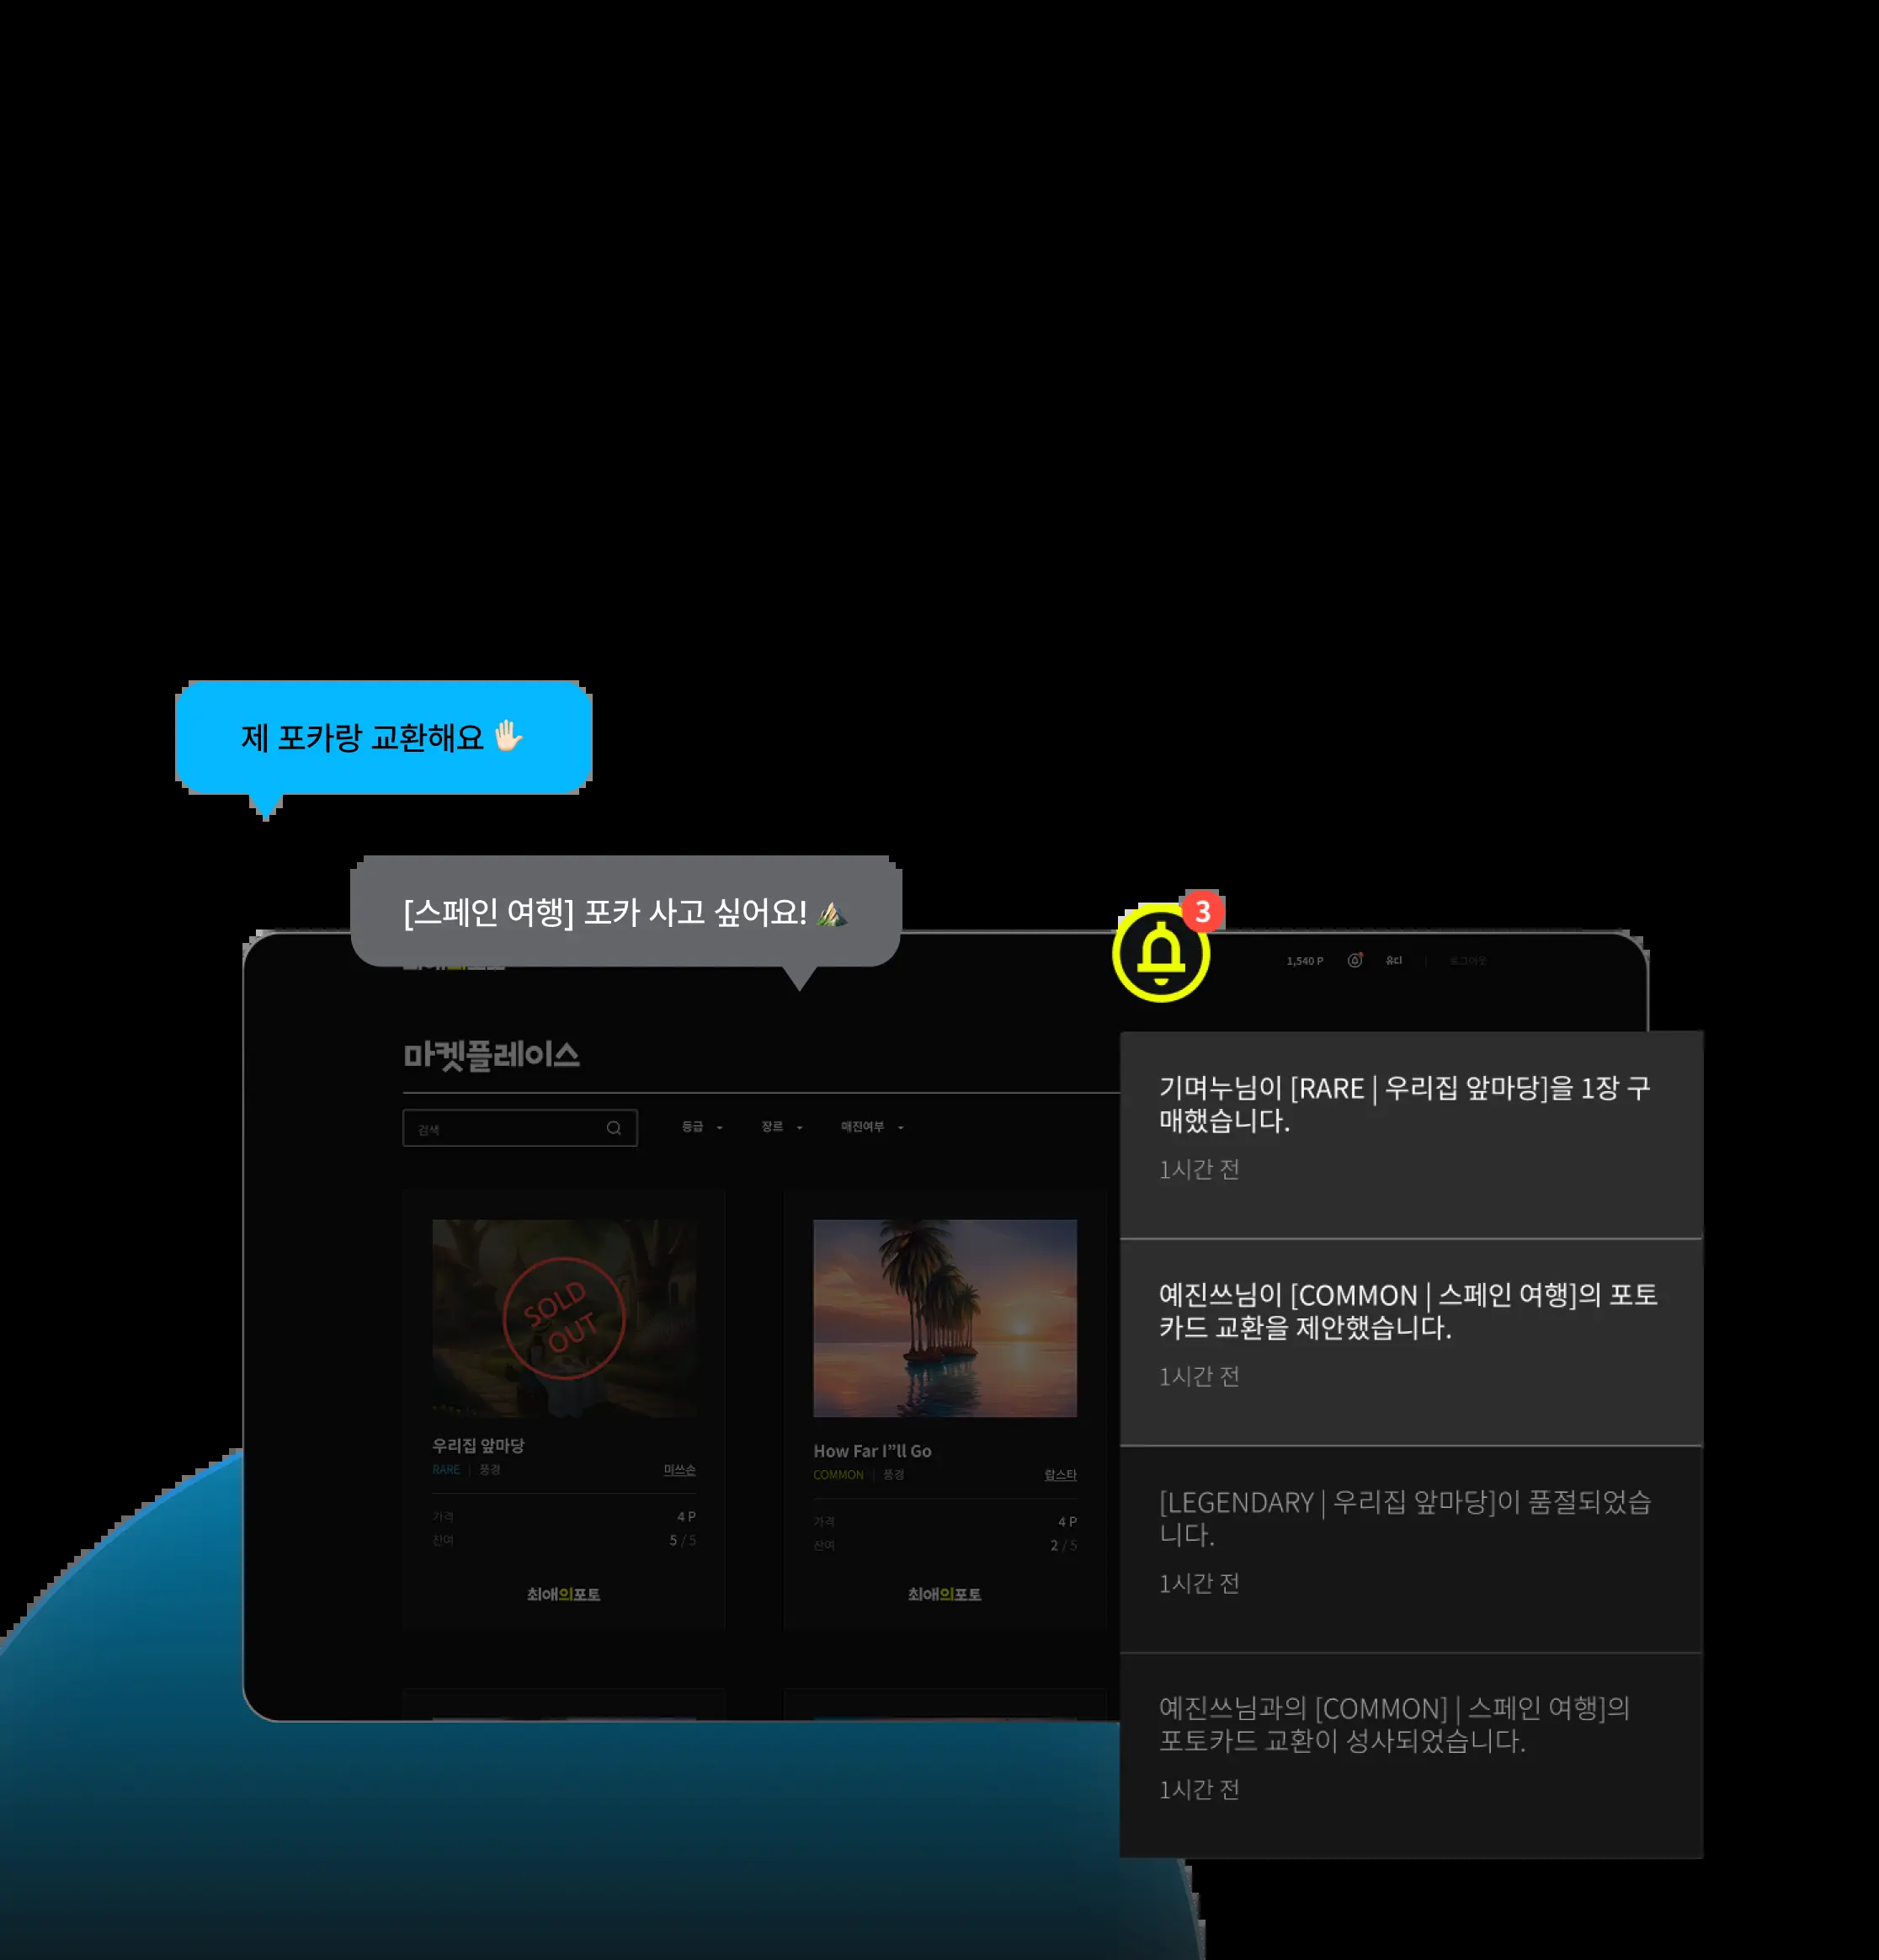 제 포카랑 교환해요 🖐🏻
[스페인 여행] 포카 사고 싶어요! ⛰️
3
1,540 P
유디
로그아웃
마켓플레이스
검색
등급
장르
매진여부
SOLD
OUT
우리집 앞마당
RARE | 풍경
미쓰손
가격
4 P
잔여
5 / 5
최애의포토
How Far I”ll Go
COMMON | 풍경
랍스타
가격
4 P
잔여
2 / 5
최애의포토
기며누님이 [RARE | 우리집 앞마당]을 1장 구
매했습니다.
1시간 전
예진쓰님이 [COMMON | 스페인 여행]의 포토
카드 교환을 제안했습니다.
1시간 전
[LEGENDARY | 우리집 앞마당]이 품절되었습
니다.
1시간 전
예진쓰님과의 [COMMON] | 스페인 여행]의
포토카드 교환이 성사되었습니다.
1시간 전